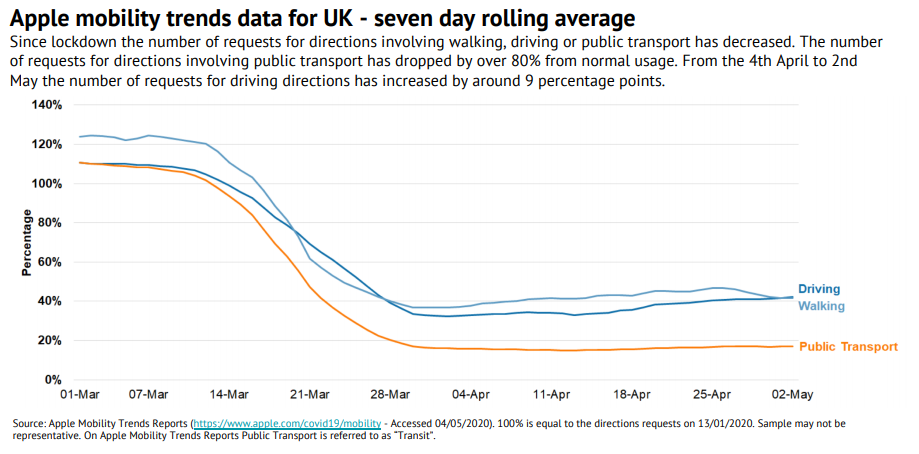 Apple mobility trends data for UK - seven day rolling average
Since lockdown the number of requests for directions involving walking, driving or public transport has decreased. The number
of requests for directions involving public transport has dropped by over 80% from normal usage. From the 4th April to 2nd
May the number of requests for driving directions has increased by around 9 percentage points.
140%
120%
100%
80%
60%
40%
20%
0%
Percentage
Driving
Walking
Public Transport
01-Mar 07-Mar 14-Mar 21-Mar 28-Mar 04-Apr 11-Apr 18-Apr 25-Apr 02-May
Source: Apple Mobility Trends Reports (https://www.apple.com/covid19/mobility - Accessed 04/05/2020). 100% is equal to the directions requests on 13/01/2020. Sample may not be
representative. On Apple Mobility Trends Reports Public Transport is referred to as "Transit".